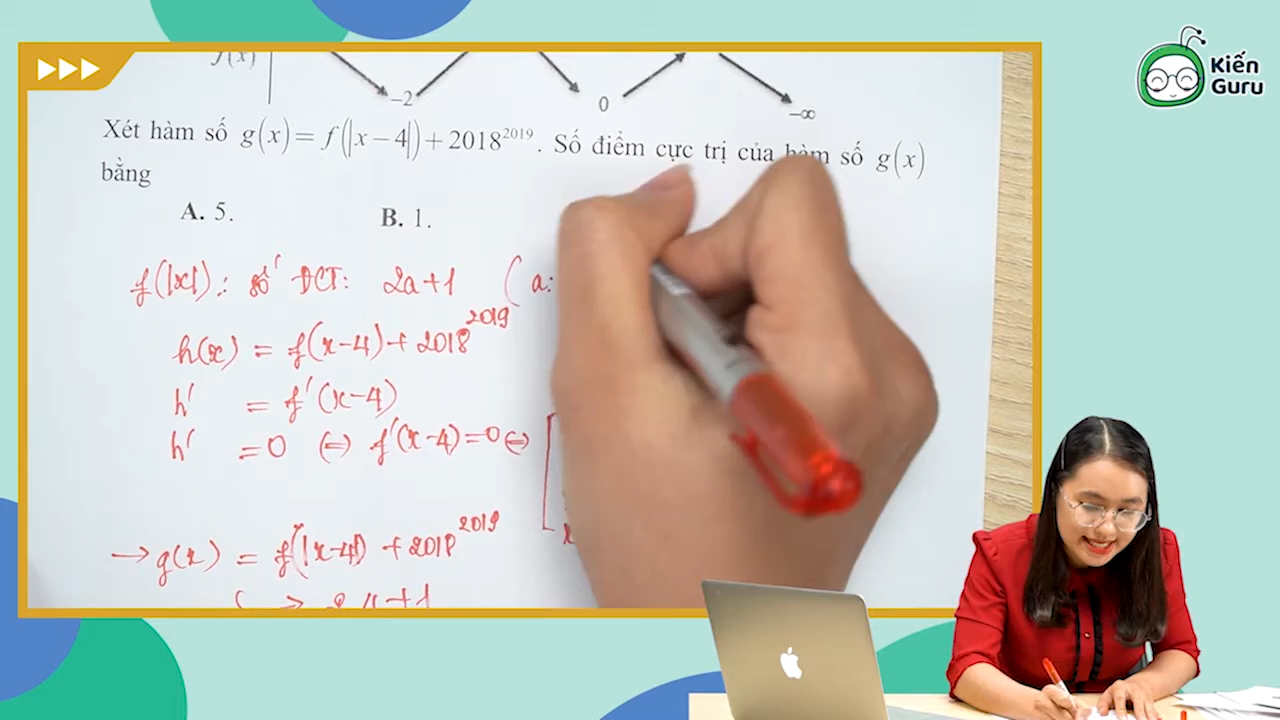 Kiến
Guru
f(x)
-2
0
-∞
Xét hàm số g(x) = f(|x − 4|) + 2018^2019. Số điểm cực trị của hàm số g(x)
bằng
A. 5. B. 1.
f(|x|): số ĐCT: 2a+1 (a:
h(x) = f(x-4) + 2018^2019
h' = f'(x-4)
h' = 0 ⇔ f'(x-4)=0 ⇔
→ g(x) = f(|x-4|) + 2018^2019